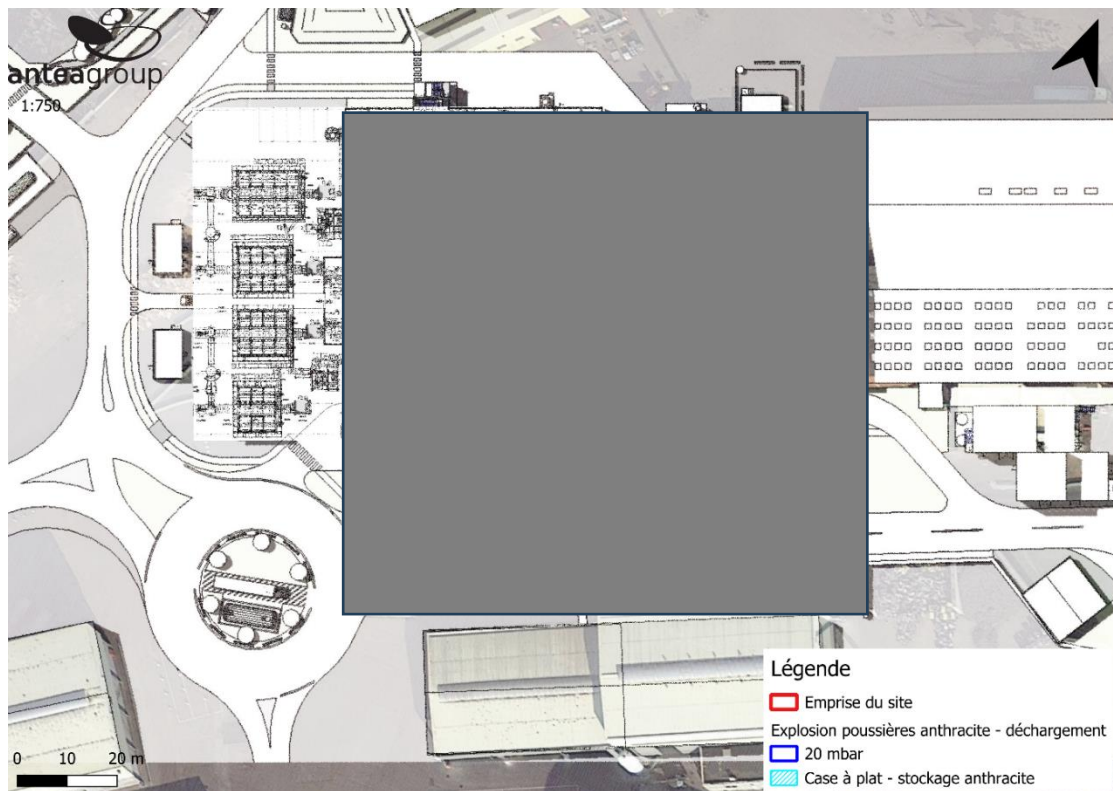 anteagroup
1:750
0 10 20 m
Légende
Emprise du site
Explosion poussières anthracite - déchargement
20 mbar
Case à plat - stockage anthracite